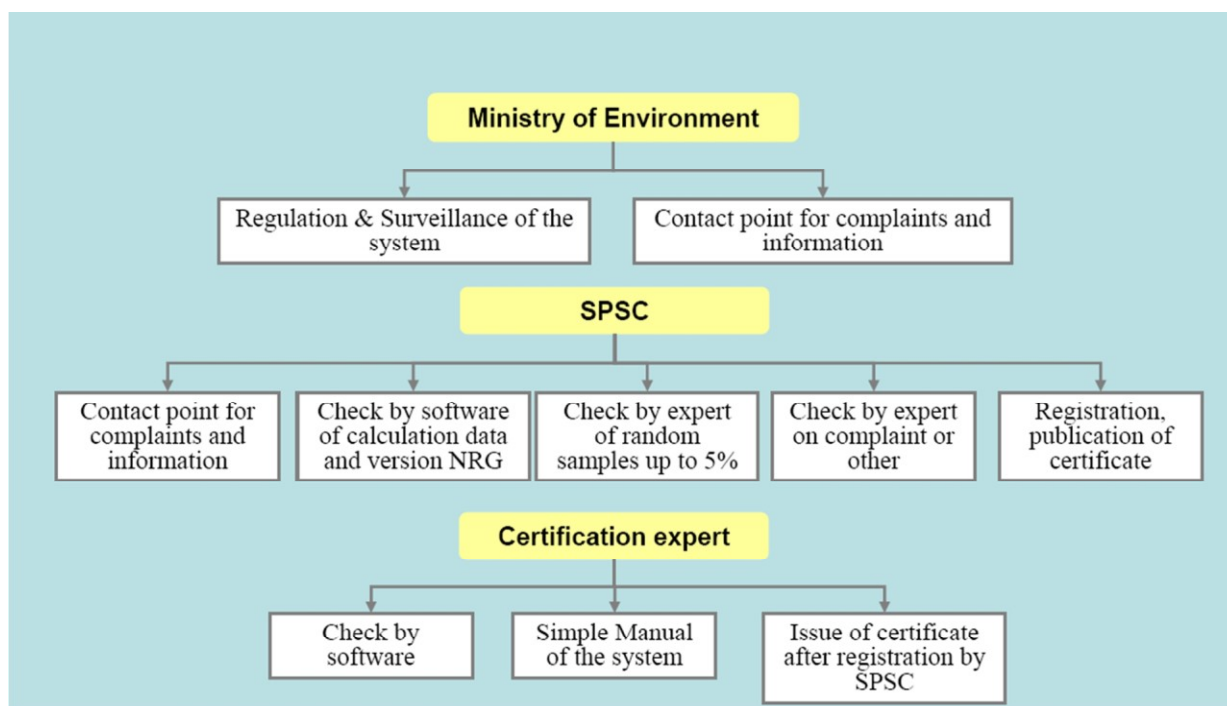 Ministry of Environment
Regulation & Surveillance of the
system
Contact point for complaints and
information
SPSC
Contact point for
complaints and
information
Check by software
of calculation data
and version NRG
Check by expert
of random
samples up to 5%
Check by expert
on complaint or
other
Registration,
publication of
certificate
Certification expert
Check by
software
Simple Manual
of the system
Issue of certificate
after registration by
SPSC